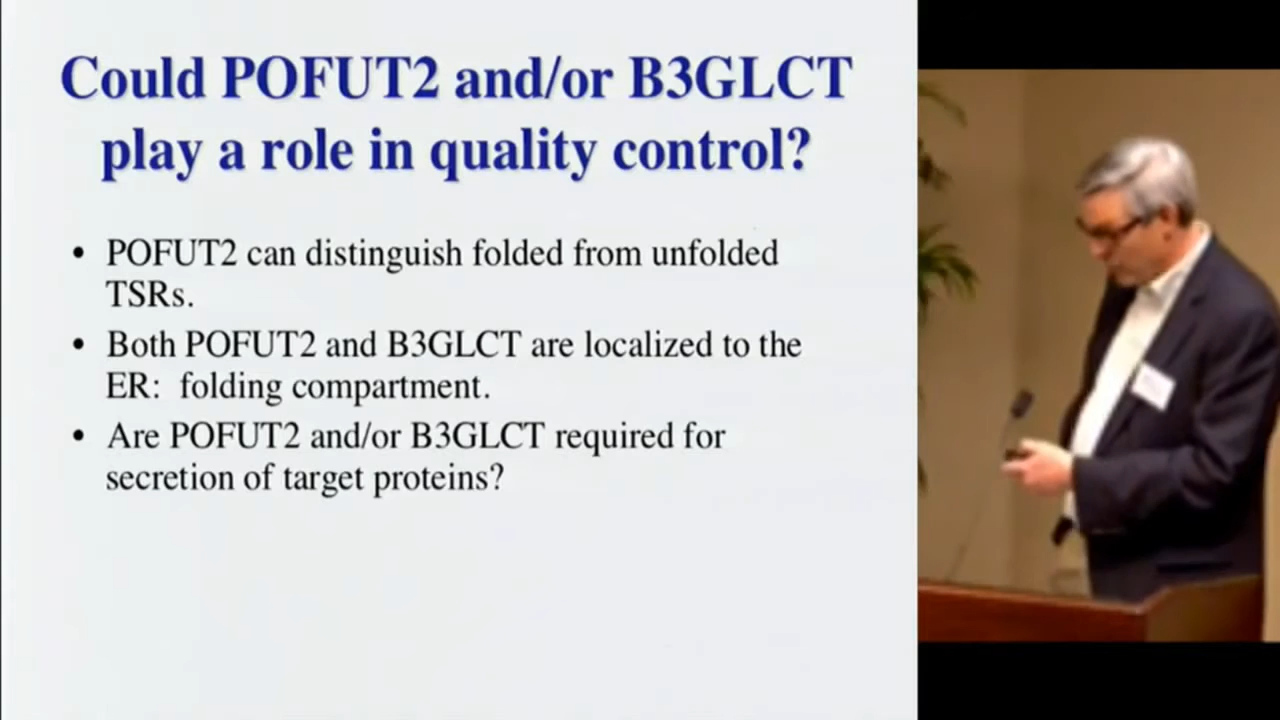 Could POFUT2 and/or B3GLCT
play a role in quality control?
• POFUT2 can distinguish folded from unfolded
TSRs.
• Both POFUT2 and B3GLCT are localized to the
ER: folding compartment.
• Are POFUT2 and/or B3GLCT required for
secretion of target proteins?